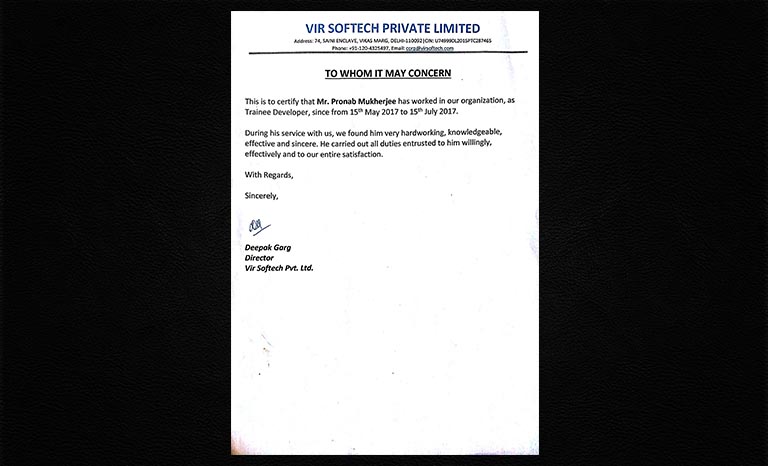 VIR SOFTECH PRIVATE LIMITED
Address: 74, SAINI ENCLAVE, VIKAS MARG, DELHI-110092|CIN: U74999DL2015PTC287465
Phone: +91-120-4325497, Email: corp@virsoftech.com
TO WHOM IT MAY CONCERN
This is to certify that Mr. Pronab Mukherjee has worked in our organization, as
Trainee Developer, since from 15th May 2017 to 15th July 2017.
During his service with us, we found him very hardworking, knowledgeable,
effective and sincere. He carried out all duties entrusted to him willingly,
effectively and to our entire satisfaction.
With Regards,
Sincerely,
Deepak Garg
Director
Vir Softech Pvt. Ltd.